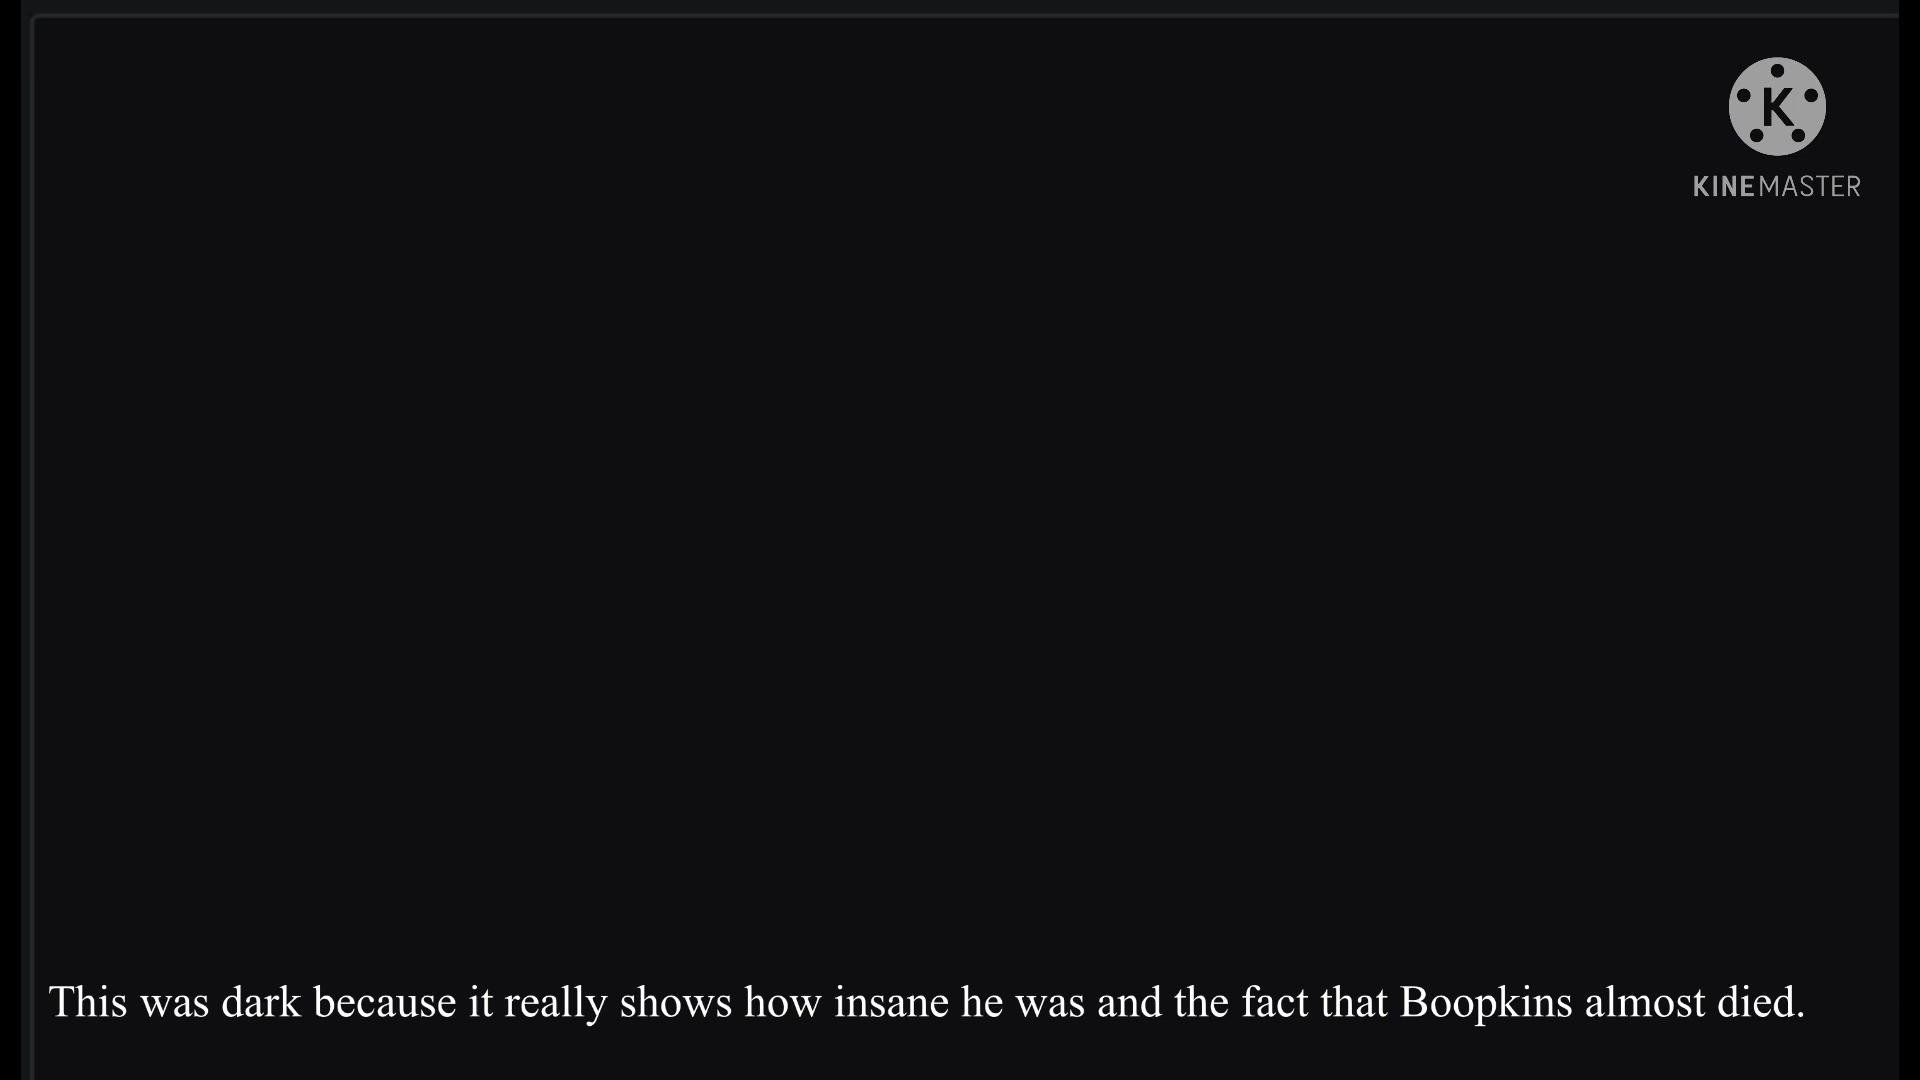 K
KINEMASTER
This was dark because it really shows how insane he was and the fact that Boopkins almost died.